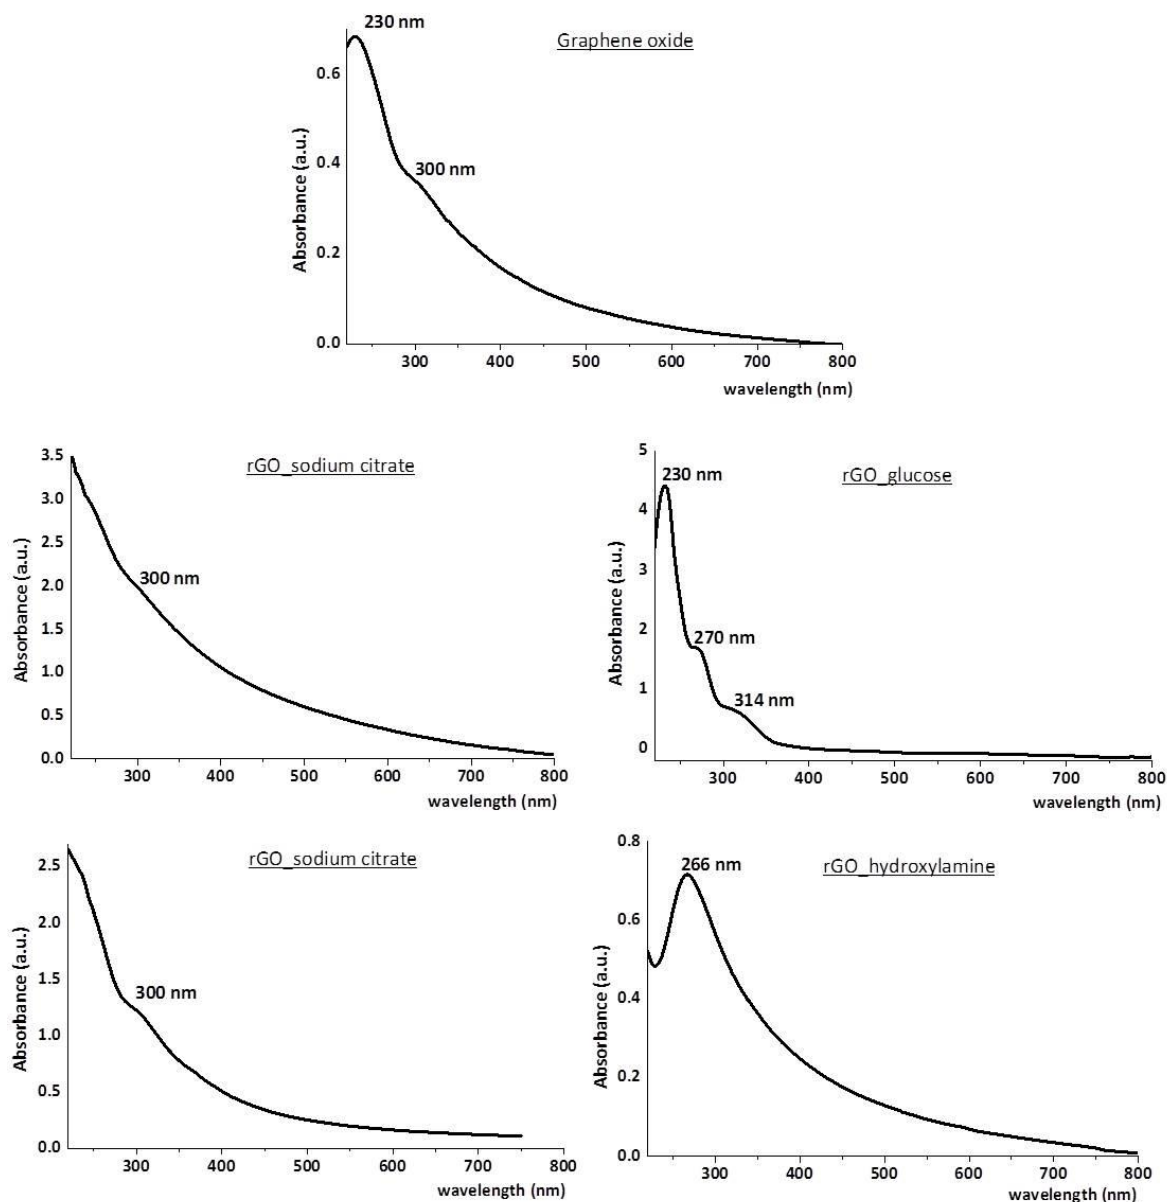 230 nm
Graphene oxide
0.6
0.4
0.2
0.0
300 nm
Absorbance (a.u.)
300 400 500 600 700 800
wavelength (nm)
rGO_sodium citrate
3.5
3.0
2.5
2.0
1.5
1.0
0.5
0.0
300 nm
Absorbance (a.u.)
300 400 500 600 700 800
wavelength (nm)
rGO_glucose
5
4
3
2
1
0
230 nm
270 nm
314 nm
Absorbance (a.u.)
300 400 500 600 700 800
wavelength (nm)
rGO_sodium citrate
2.5
2.0
1.5
1.0
0.5
0.0
300 nm
Absorbance (a.u.)
300 400 500 600 700 800
wavelength (nm)
rGO_hydroxylamine
0.8
0.6
0.4
0.2
0.0
266 nm
Absorbance (a.u.)
300 400 500 600 700 800
wavelength (nm)